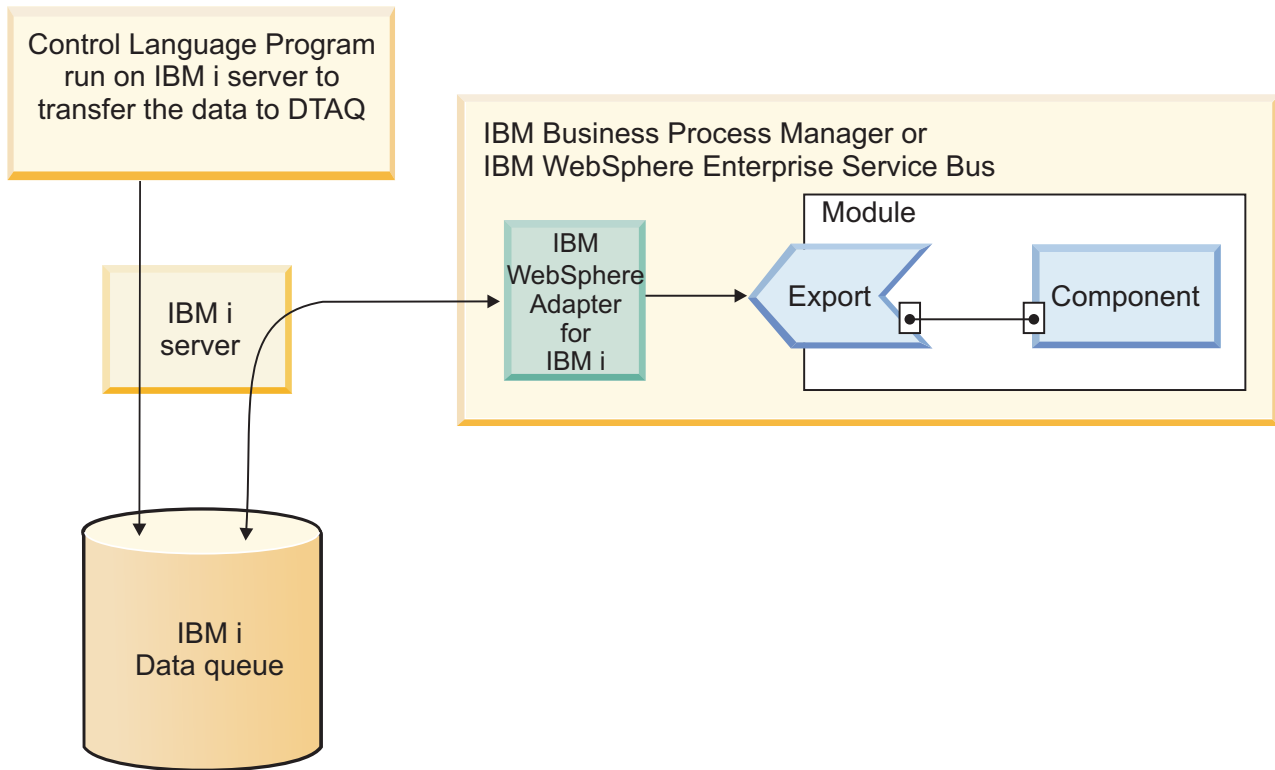 Control Language Program
run on IBM i server to
transfer the data to DTAQ
IBM Business Process Manager or
IBM WebSphere Enterprise Service Bus
Module
IBM
WebSphere
Adapter
for
IBM i
Export
Component
IBM i
server
IBM i
Data queue